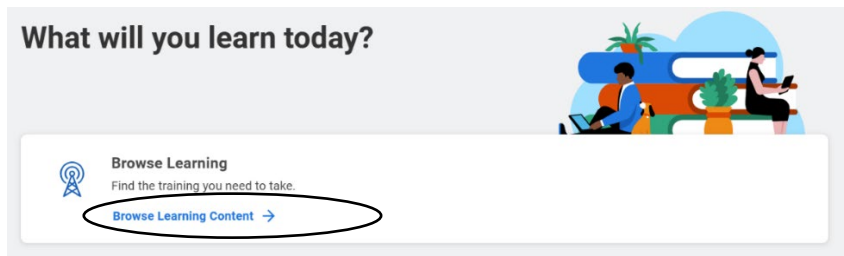 What will you learn today?
Browse Learning
Find the training you need to take.
Browse Learning Content →